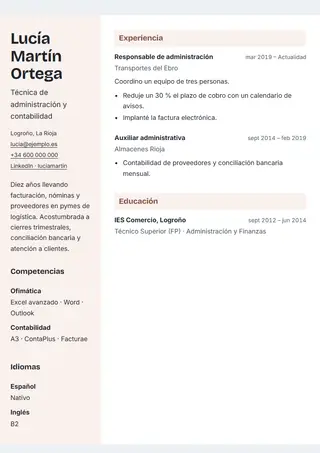 Lucía
Martín
Ortega
Técnica de
administración y
contabilidad
Logroño, La Rioja
lucia@ejemplo.es
+34 600 000 000
LinkedIn · luciamartin
Diez años llevando
facturación, nóminas y
proveedores en pymes de
logística. Acostumbrada a
cierres trimestrales,
conciliación bancaria y
atención a clientes.
Competencias
Ofimática
Excel avanzado · Word ·
Outlook
Contabilidad
A3 · ContaPlus · Facturae
Idiomas
Español
Nativo
Inglés
B2
Experiencia
Responsable de administración mar 2019 – Actualidad
Transportes del Ebro
Coordino un equipo de tres personas.
• Reduje un 30 % el plazo de cobro con un calendario de
avisos.
• Implanté la factura electrónica.
Auxiliar administrativa sept 2014 – feb 2019
Almacenes Rioja
• Contabilidad de proveedores y conciliación bancaria
mensual.
Educación
IES Comercio, Logroño sept 2012 – jun 2014
Técnico Superior (FP) · Administración y Finanzas